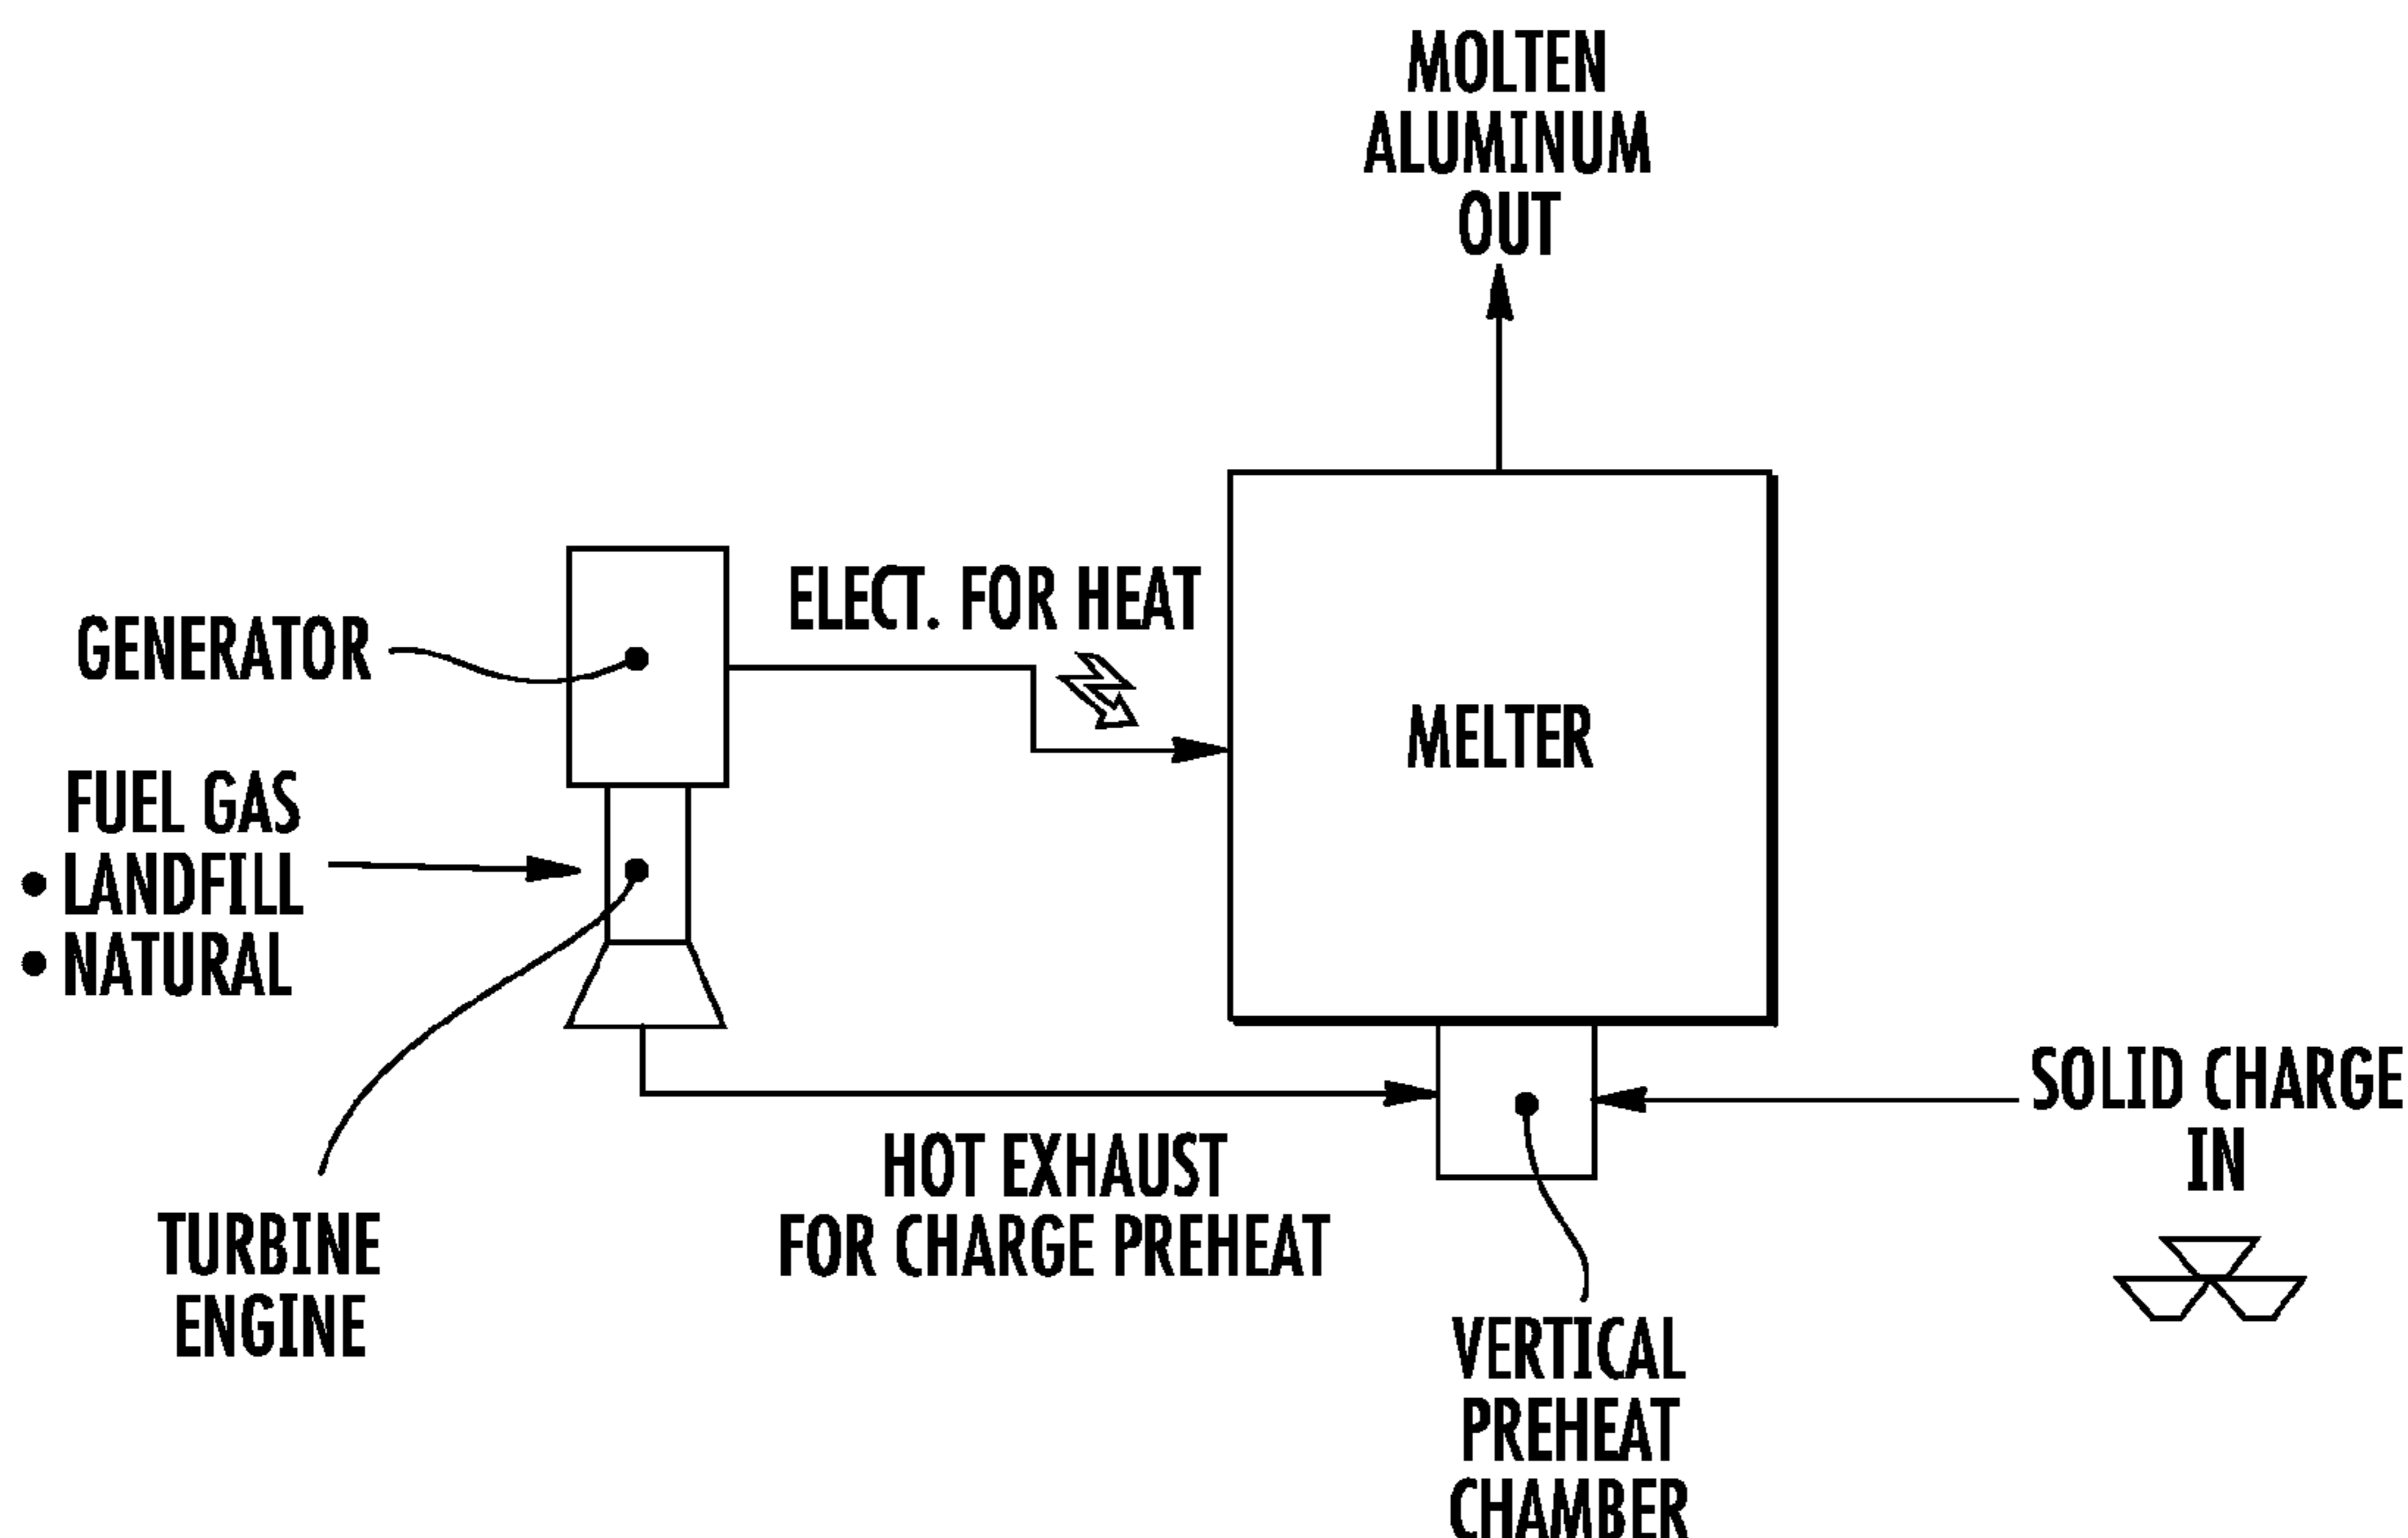 MOLTEN
ALUMINUM
OUT
ELECT. FOR HEAT
GENERATOR
MELTER
FUEL GAS
• LANDFILL
• NATURAL
SOLID CHARGE
IN
HOT EXHAUST
FOR CHARGE PREHEAT
TURBINE
ENGINE
VERTICAL
PREHEAT
CHAMBER